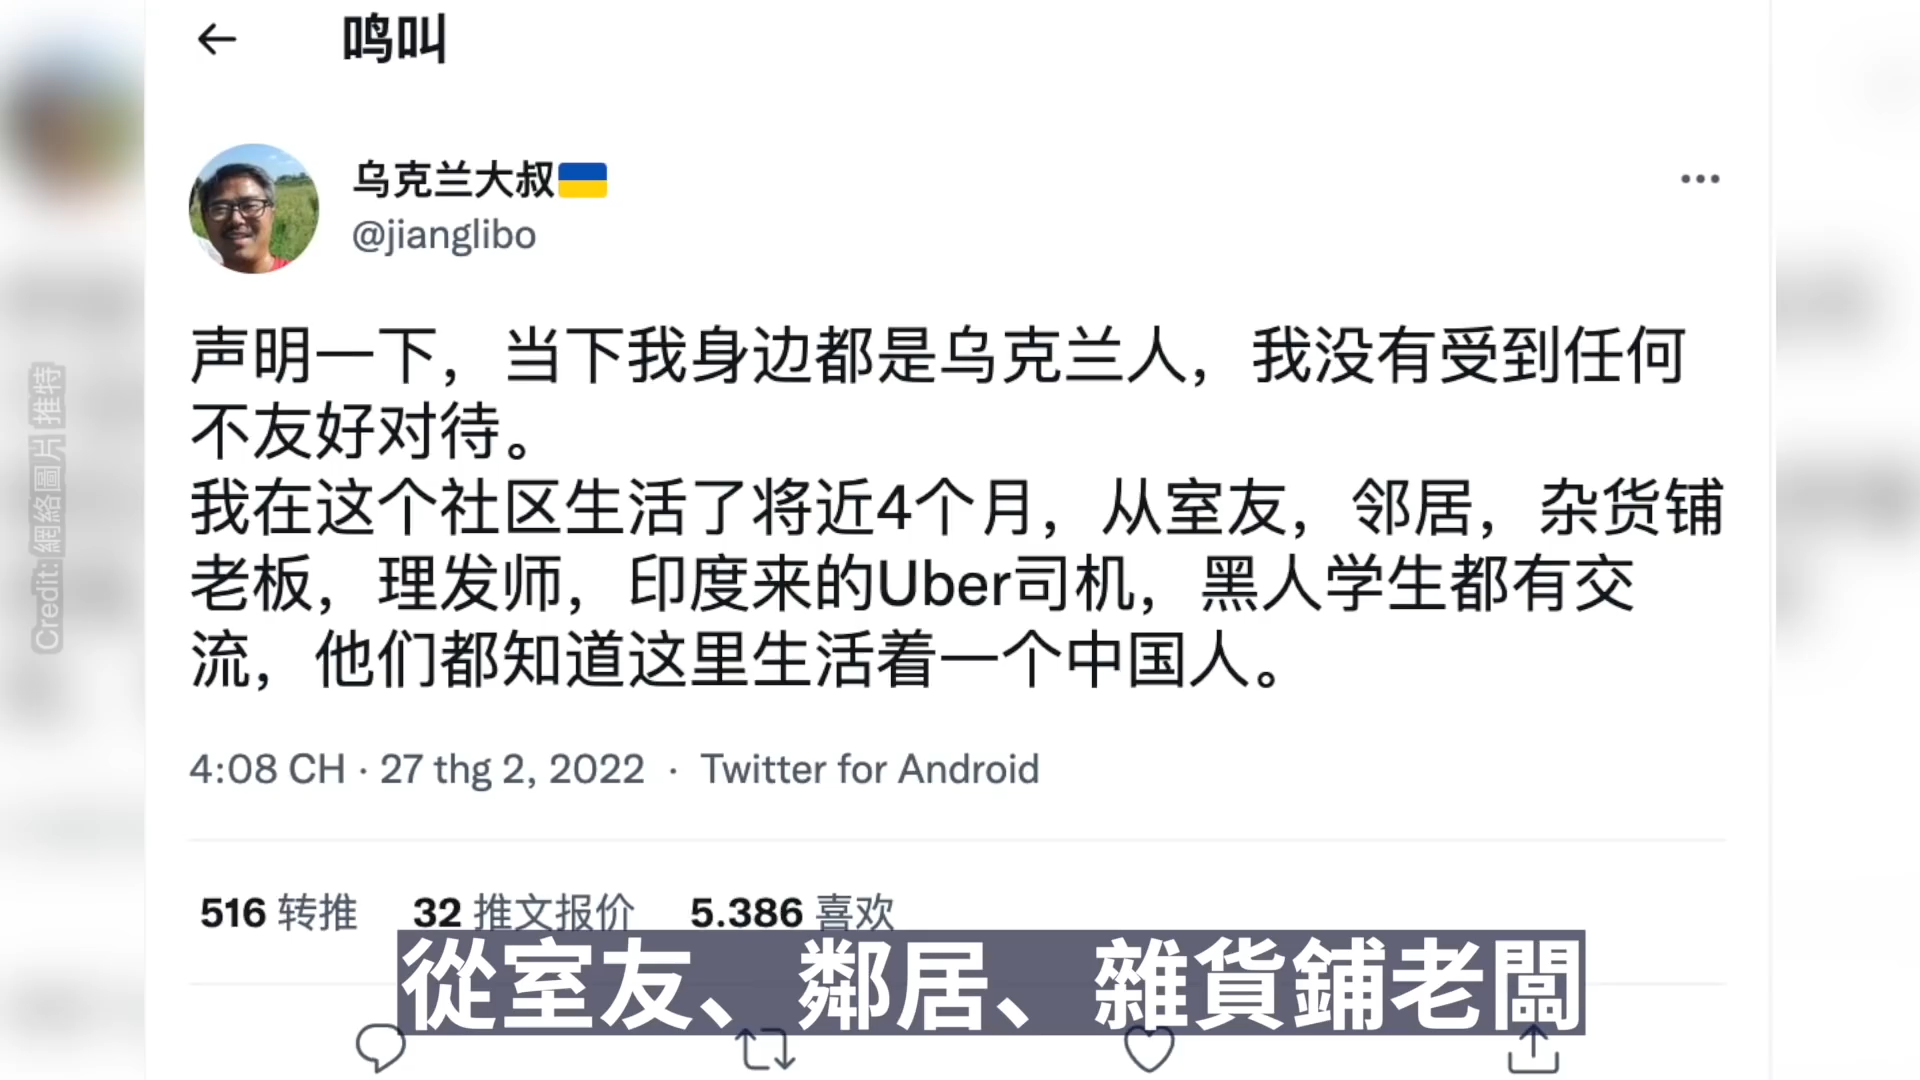 鸣叫
乌克兰大叔
@jianglibo
声明一下，当下我身边都是乌克兰人，我没有受到任何
不友好对待。
我在这个社区生活了将近4个月，从室友，邻居，杂货铺
老板，理发师，印度来的Uber司机，黑人学生都有交
流，他们都知道这里生活着一个中国人。
4:08 CH · 27 thg 2, 2022 · Twitter for Android
516 转推 32 推文报价 5.386 喜欢
從室友、鄰居、雜貨鋪老闆
Credit: 網絡圖片 推特